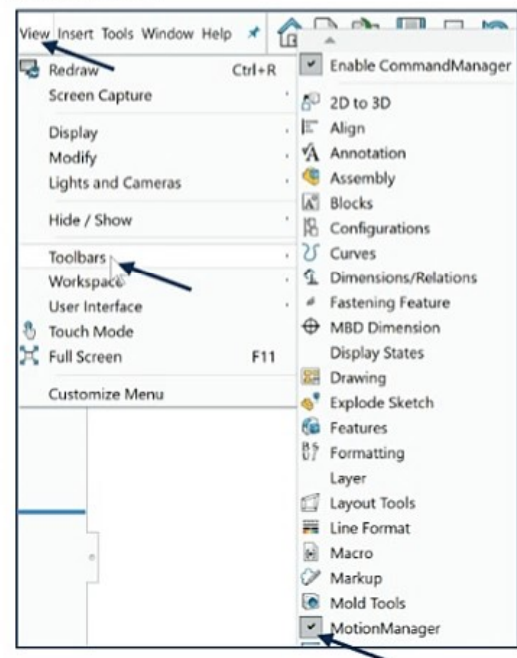 View Insert Tools Window Help
Redraw Ctrl+R
Screen Capture
Display
Modify
Lights and Cameras
Hide / Show
Toolbars
Workspace
User Interface
Touch Mode
Full Screen F11
Customize Menu
Enable CommandManager
2D to 3D
Align
Annotation
Assembly
Blocks
Configurations
Curves
Dimensions/Relations
Fastening Feature
MBD Dimension
Display States
Drawing
Explode Sketch
Features
Formatting
Layer
Layout Tools
Line Format
Macro
Markup
Mold Tools
MotionManager